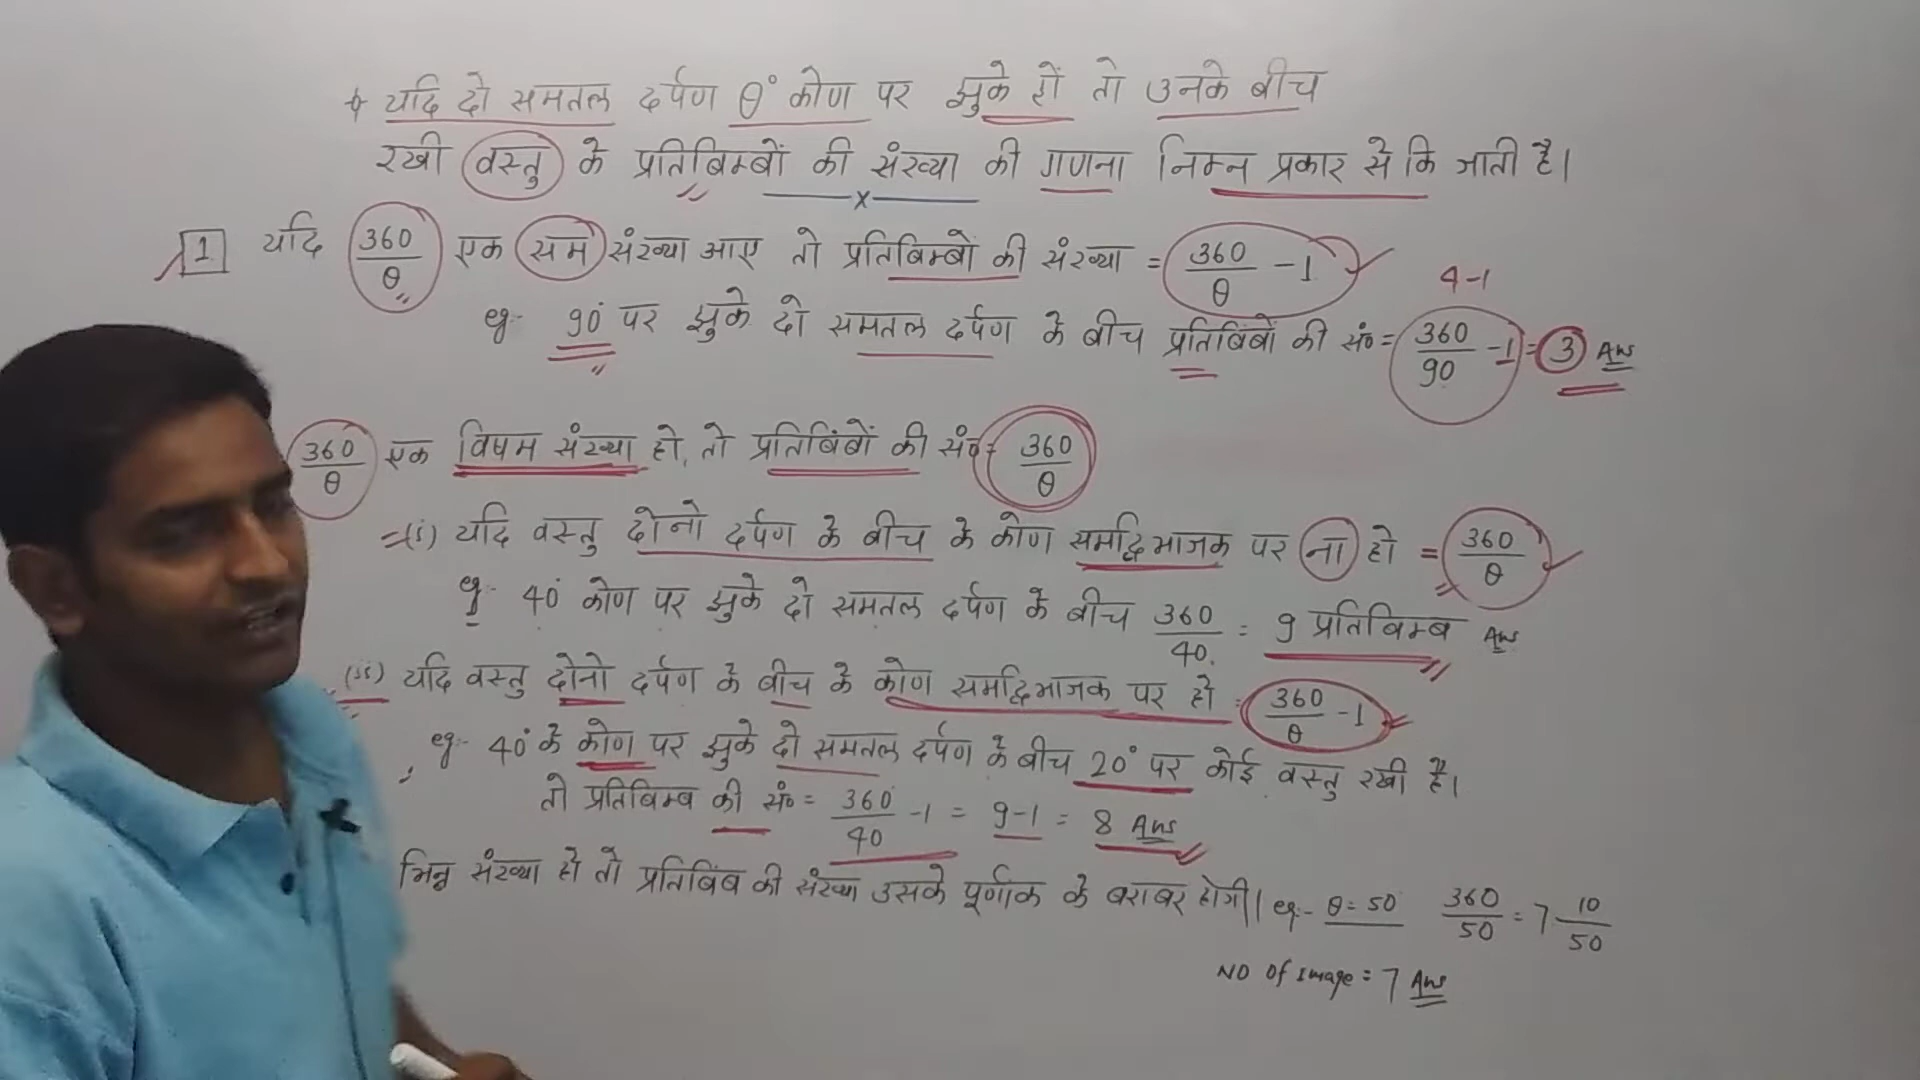 * यदि दो समतल दर्पण θ° कोण पर झुके हों तो उनके बीच
रखी वस्तु के प्रतिबिम्बों की संख्या की गणना निम्न प्रकार से कि जाती है।
1 यदि 360/θ एक सम संख्या आए तो प्रतिबिम्बों की संख्या = 360/θ - 1
4-1
eg:- 90° पर झुके दो समतल दर्पण के बीच प्रतिबिंबों की सं० = 360/90 - 1 = 3 Ans
360/θ एक विषम संख्या हो, तो प्रतिबिंबों की सं० = 360/θ
(i) यदि वस्तु दोनो दर्पण के बीच के कोण समद्विभाजक पर ना हो = 360/θ
eg:- 40° कोण पर झुके दो समतल दर्पण के बीच 360/40 = 9 प्रतिबिम्ब Ans
(ii) यदि वस्तु दोनो दर्पण के बीच के कोण समद्विभाजक पर हो = 360/θ - 1
eg:- 40° के कोण पर झुके दो समतल दर्पण के बीच 20° पर कोई वस्तु रखी है।
तो प्रतिबिम्ब की सं० = 360/40 - 1 = 9-1 = 8 Ans
भिन्न संख्या हो तो प्रतिबिंब की संख्या उसके पूर्णांक के बराबर होगी। eg:- θ = 50 360/50 = 7 10/50
NO Of Image = 7 Ans